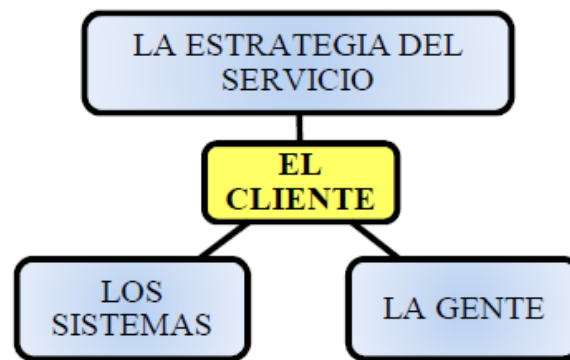 LA ESTRATEGIA DEL
SERVICIO
EL
CLIENTE
LOS
SISTEMAS
LA GENTE